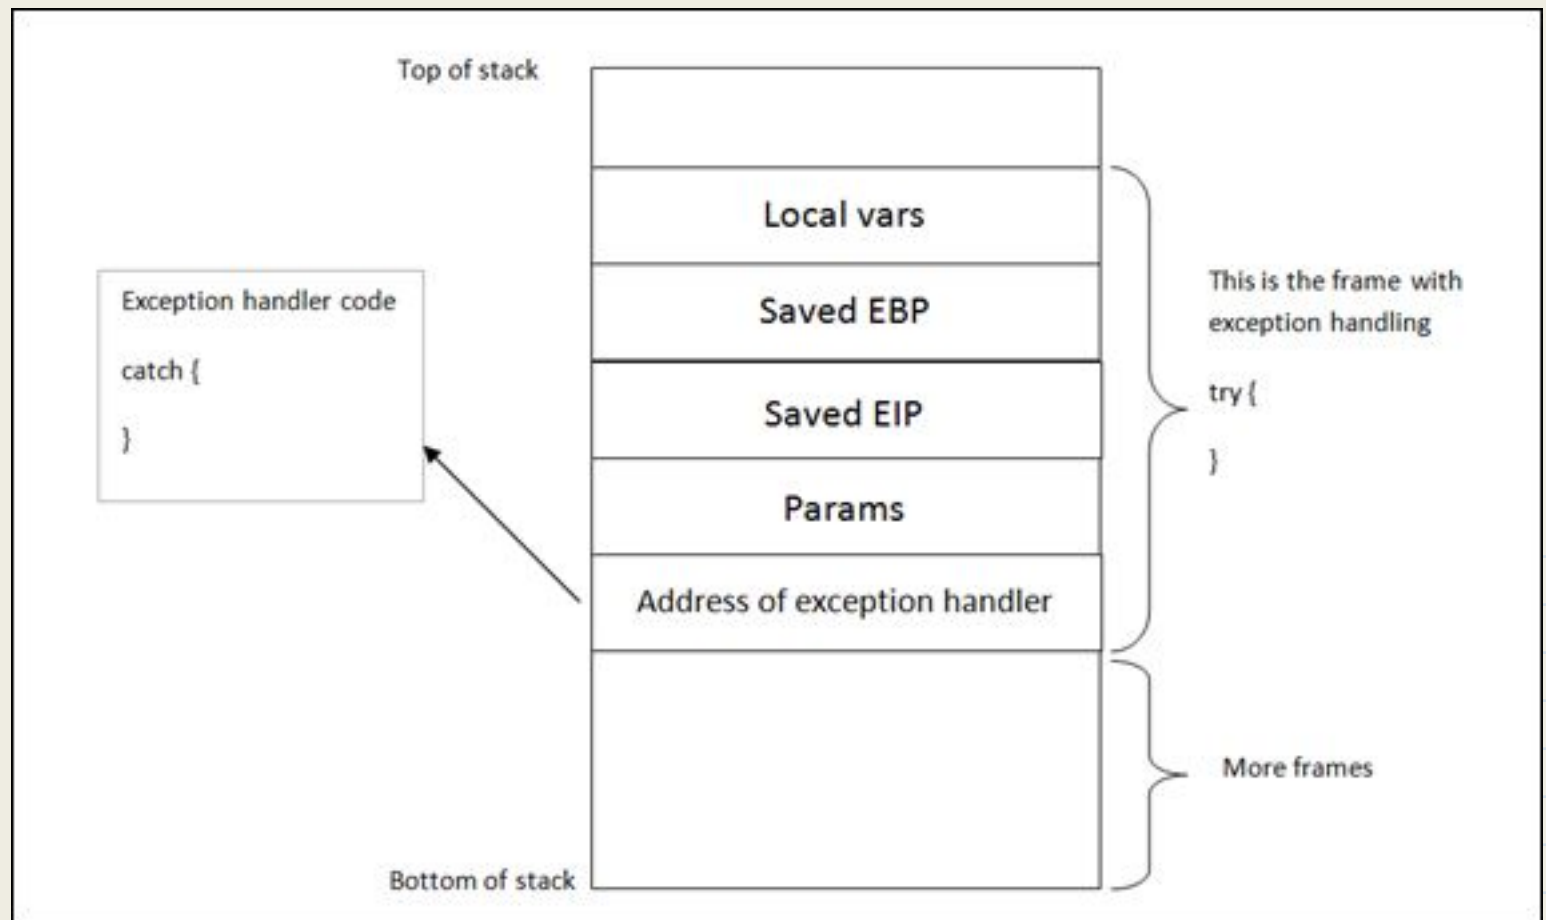 Top of stack
Local vars
Saved EBP
Saved EIP
Params
Address of exception handler
Bottom of stack
Exception handler code
catch {
}
This is the frame with
exception handling
try {
}
More frames